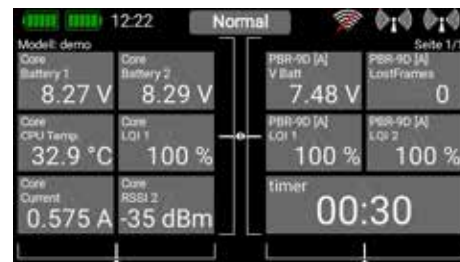 12:22 Normal
Modell: demo
Seite 1/1
Core
Battery 1
8.27 V
Core
Battery 2
8.29 V
PBR-9D [A]
V Batt
7.48 V
PBR-9D [A]
LostFrames
0
Core
CPU Temp.
32.9 °C
Core
LQI 1
100 %
PBR-9D [A]
LQI 1
100 %
PBR-9D [A]
LQI 2
100 %
Core
Current
0.575 A
Core
RSSI 2
-35 dBm
timer
00:30